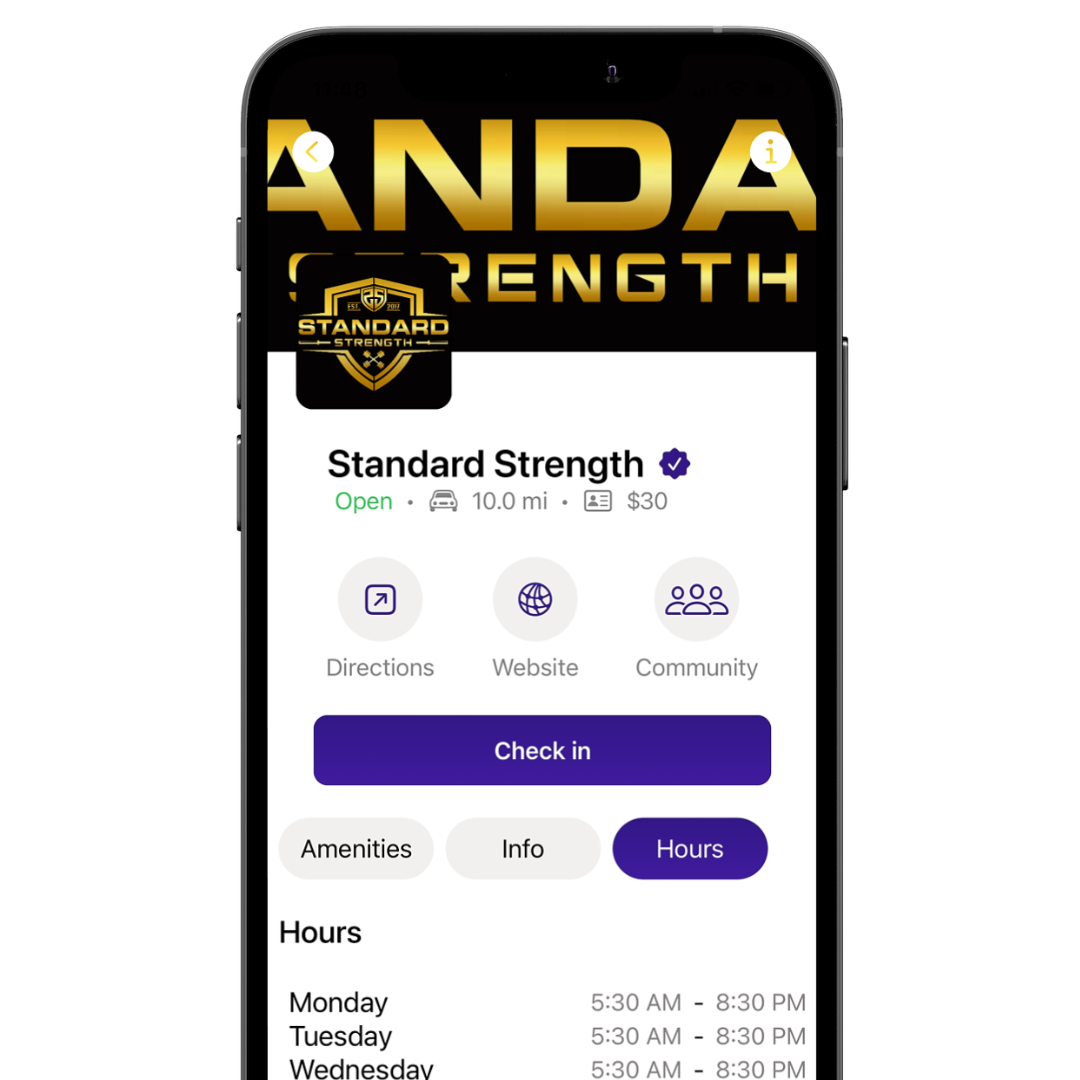 ANDA
RENGTH
EST. 2017
STANDARD
STRENGTH
Standard Strength
Open • 10.0 mi • $30
Directions Website Community
Check in
Amenities Info Hours
Hours
Monday 5:30 AM - 8:30 PM
Tuesday 5:30 AM - 8:30 PM
Wednesday 5:30 AM - 8:30 PM